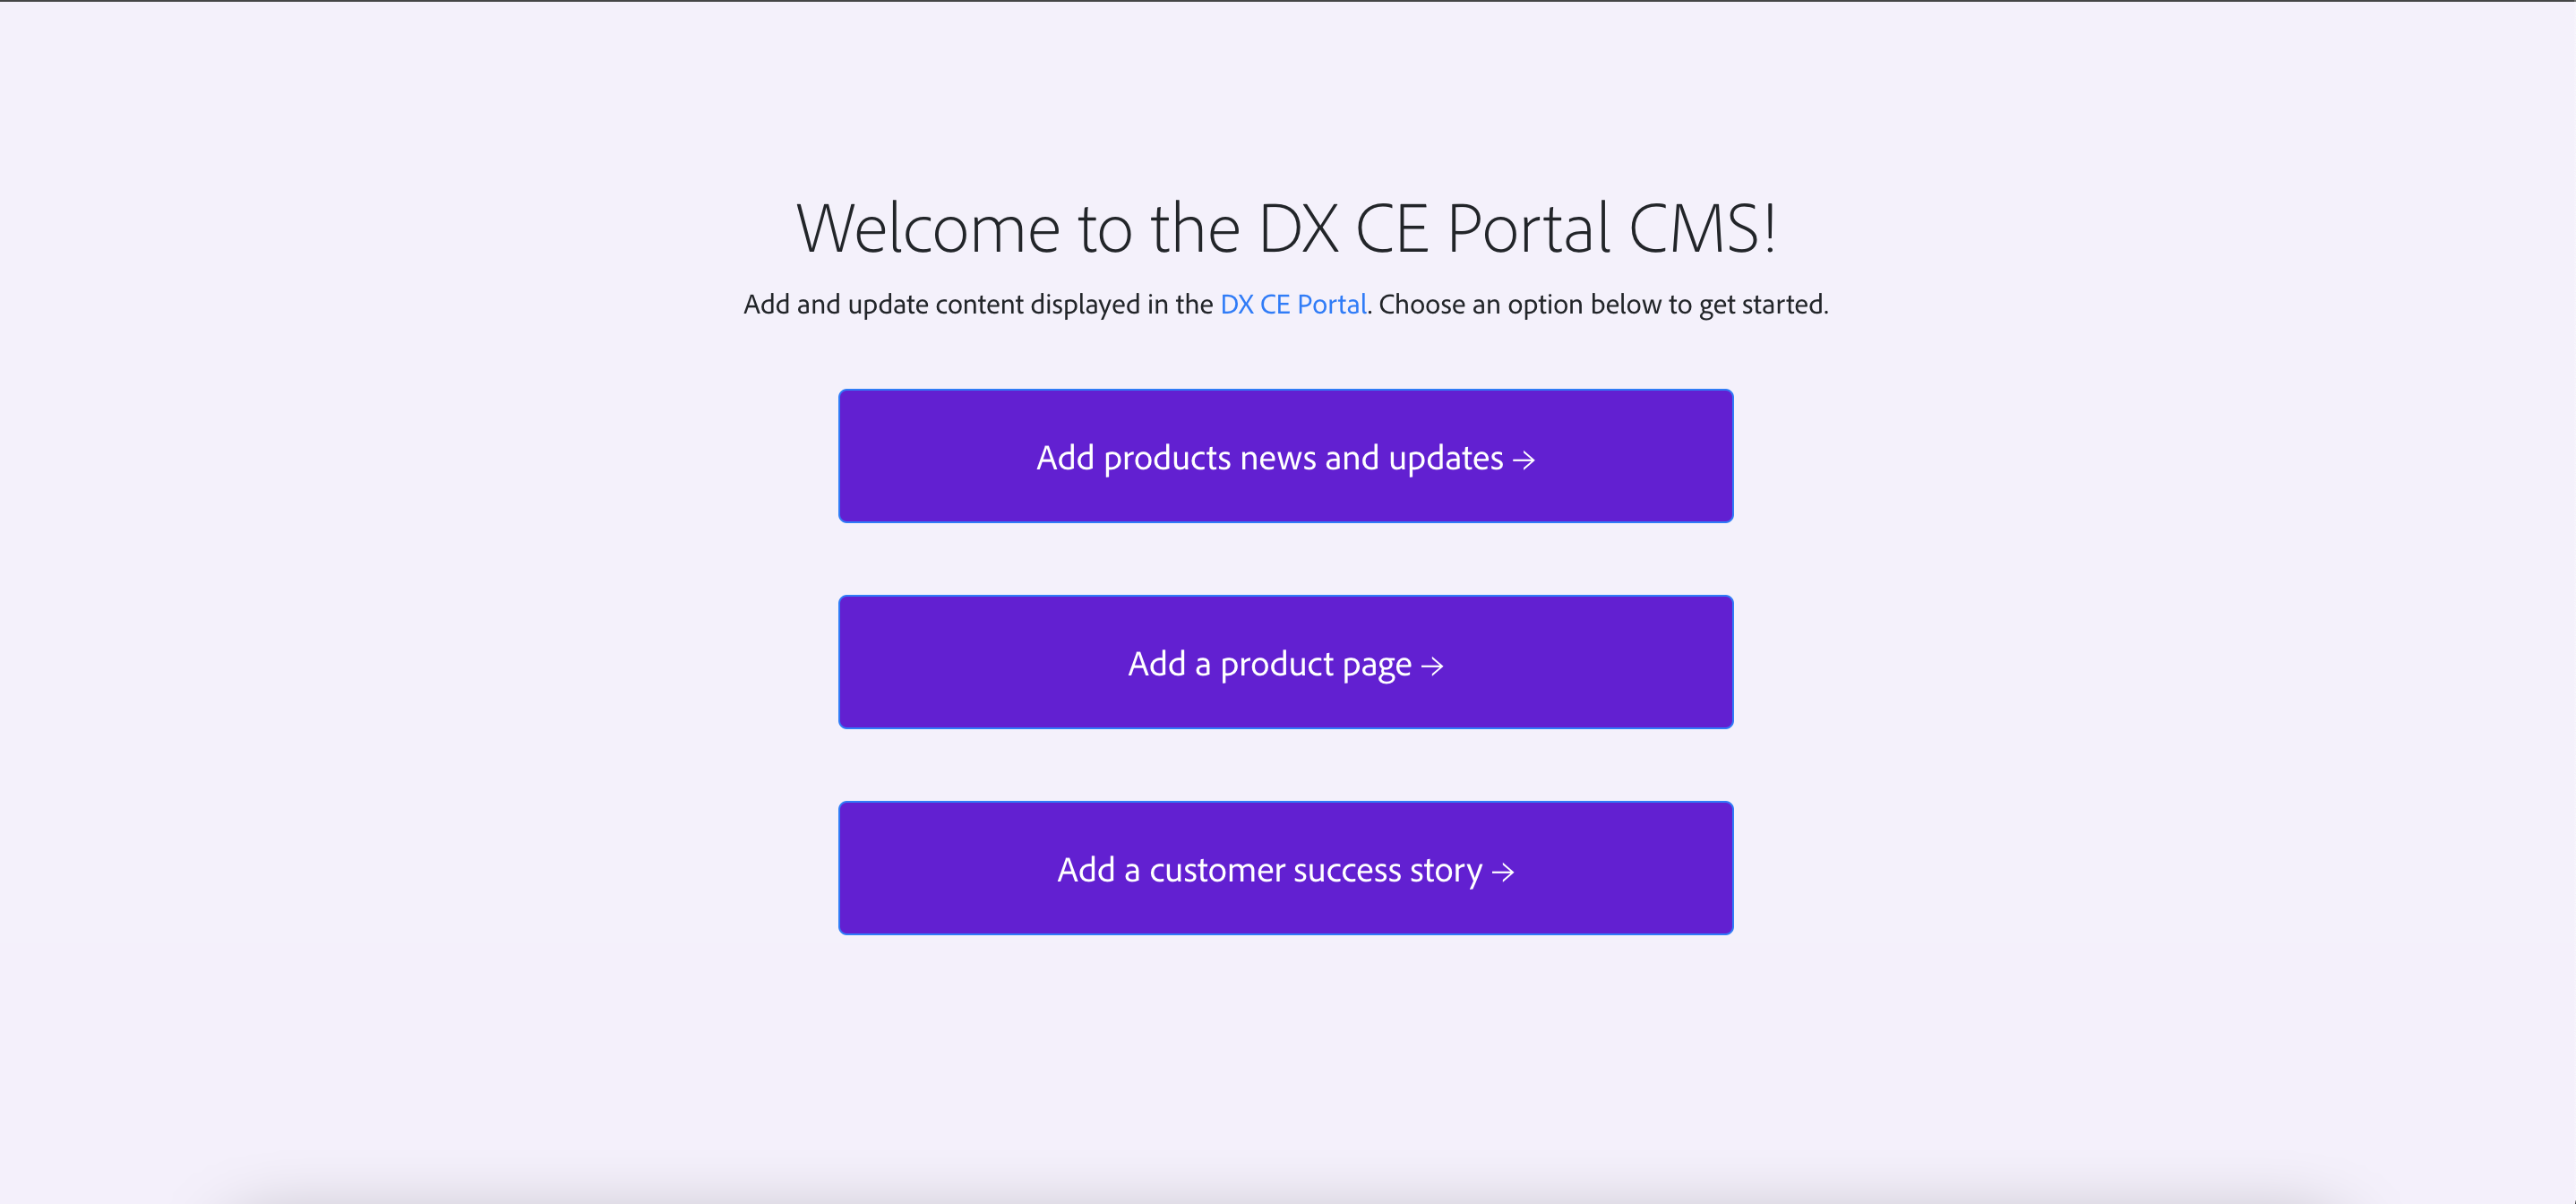 Welcome to the DX CE Portal CMS!
Add and update content displayed in the DX CE Portal. Choose an option below to get started.
Add products news and updates →
Add a product page →
Add a customer success story →